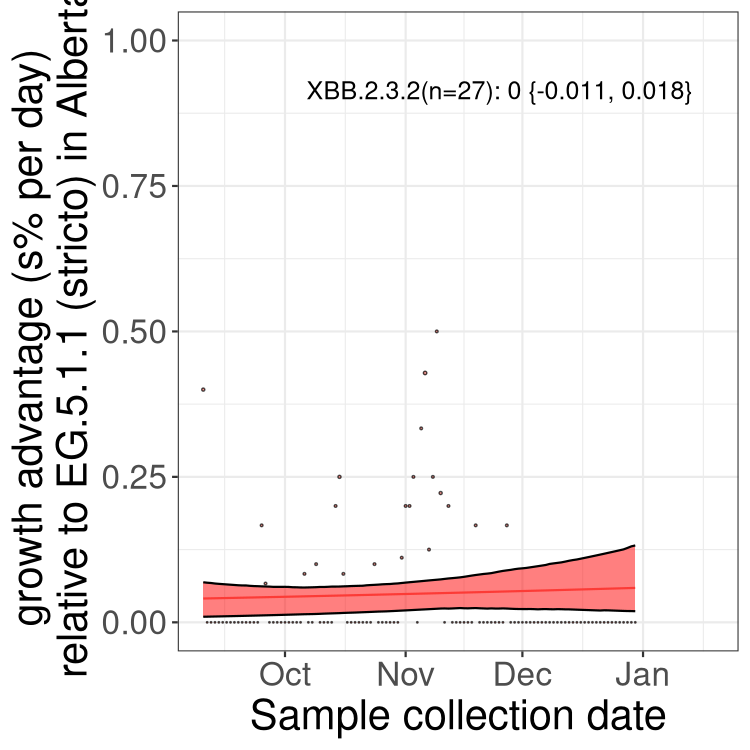 growth advantage (s% per day)
relative to EG.5.1.1 (stricto) in Alberta
1.00
XBB.2.3.2(n=27): 0 {-0.011, 0.018}
0.75
0.50
0.25
0.00
Oct Nov Dec Jan
Sample collection date